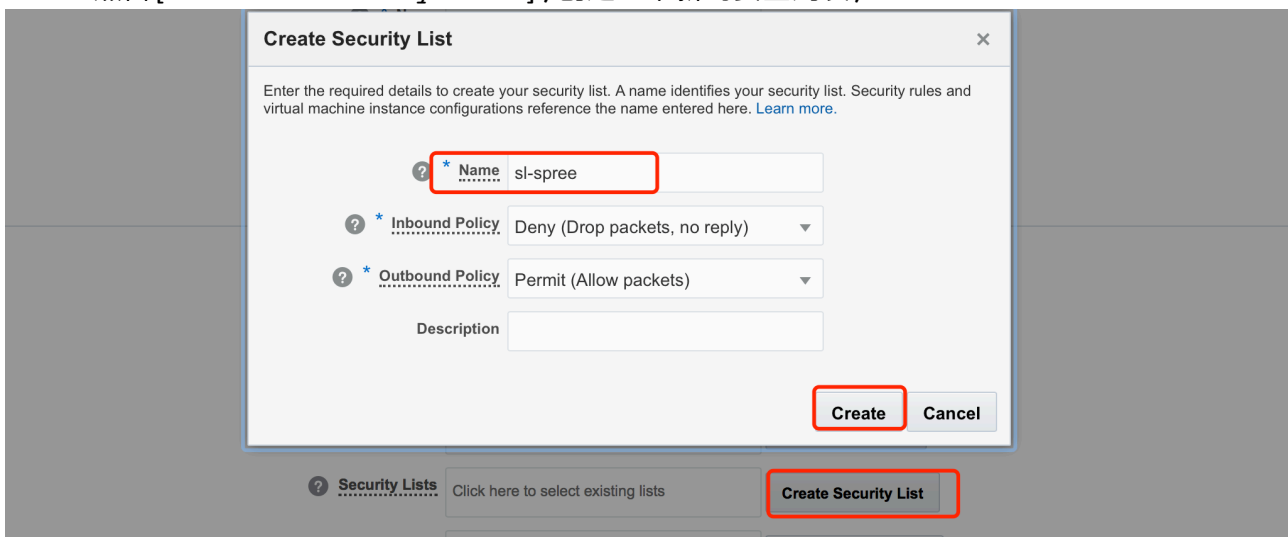 Create Security List
×
Enter the required details to create your security list. A name identifies your security list. Security rules and
virtual machine instance configurations reference the name entered here. Learn more.
? * Name sl-spree
? * Inbound Policy Deny (Drop packets, no reply)
? * Outbound Policy Permit (Allow packets)
Description
Create Cancel
? Security Lists Click here to select existing lists Create Security List